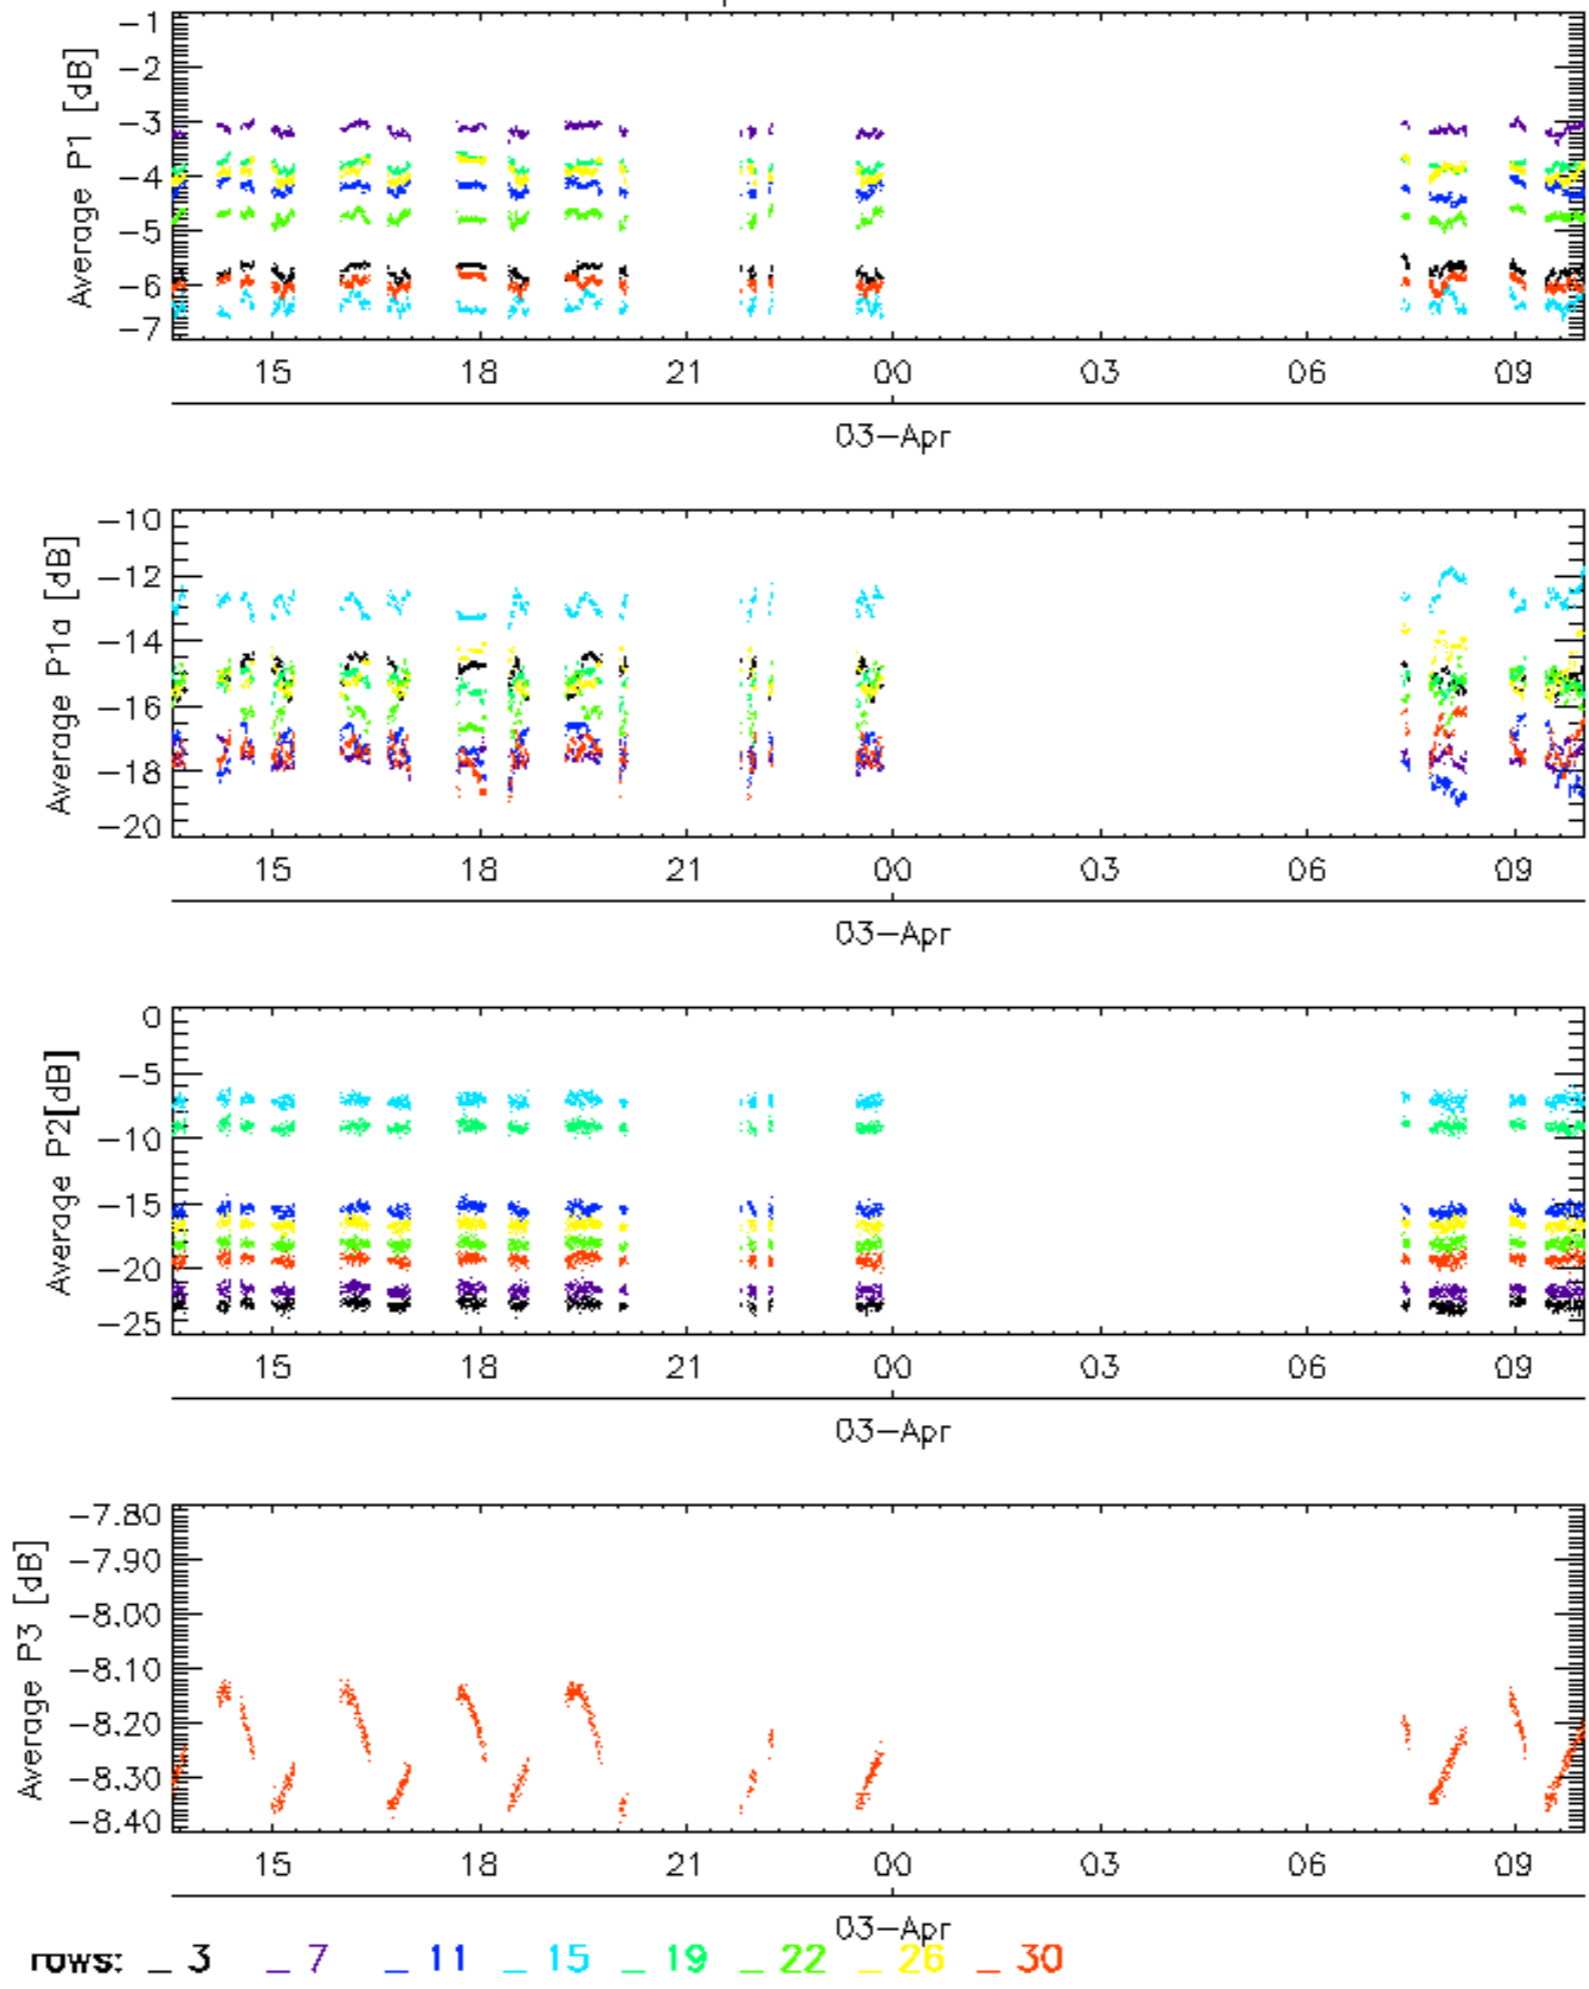 Average P1 [dB]
−1
−2
−3
−4
−5
−6
−7
15 18 21 00 03 06 09
03−Apr
Average P1a [dB]
−10
−12
−14
−16
−18
−20
15 18 21 00 03 06 09
03−Apr
Average P2[dB]
0
−5
−10
−15
−20
−25
15 18 21 00 03 06 09
03−Apr
Average P3 [dB]
−7.80
−7.90
−8.00
−8.10
−8.20
−8.30
−8.40
15 18 21 00 03 06 09
03−Apr
rows: _ 3 _ 7 _ 11 _ 15 _ 19 _ 22 _ 26 _ 30